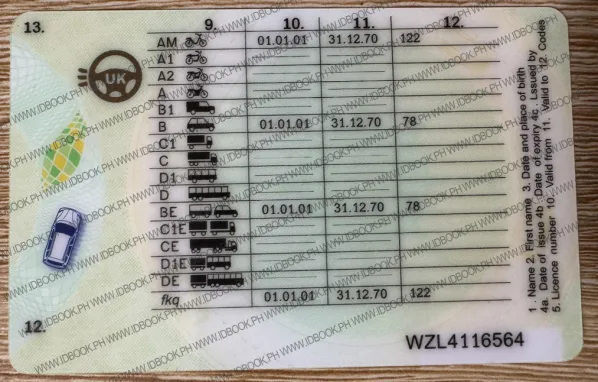 13. 9. 10. 11. 12.
AM 01.01.01 31.12.70 122
A1
A2
A
B1
B 01.01.01 31.12.70 78
C1
C
D1
D
BE 01.01.01 31.12.70 78
C1E
CE
D1E
DE
fkq 01.01.01 31.12.70 122
UK
12.
WZL4116564
1. Name 2. First name 3. Date and place of birth
4a. Date of issue 4b Date of expiry 4c. Issued by
5. Licence number 10. Valid from 11. Valid to 12. Codes
WWW.IDBOOK.PH